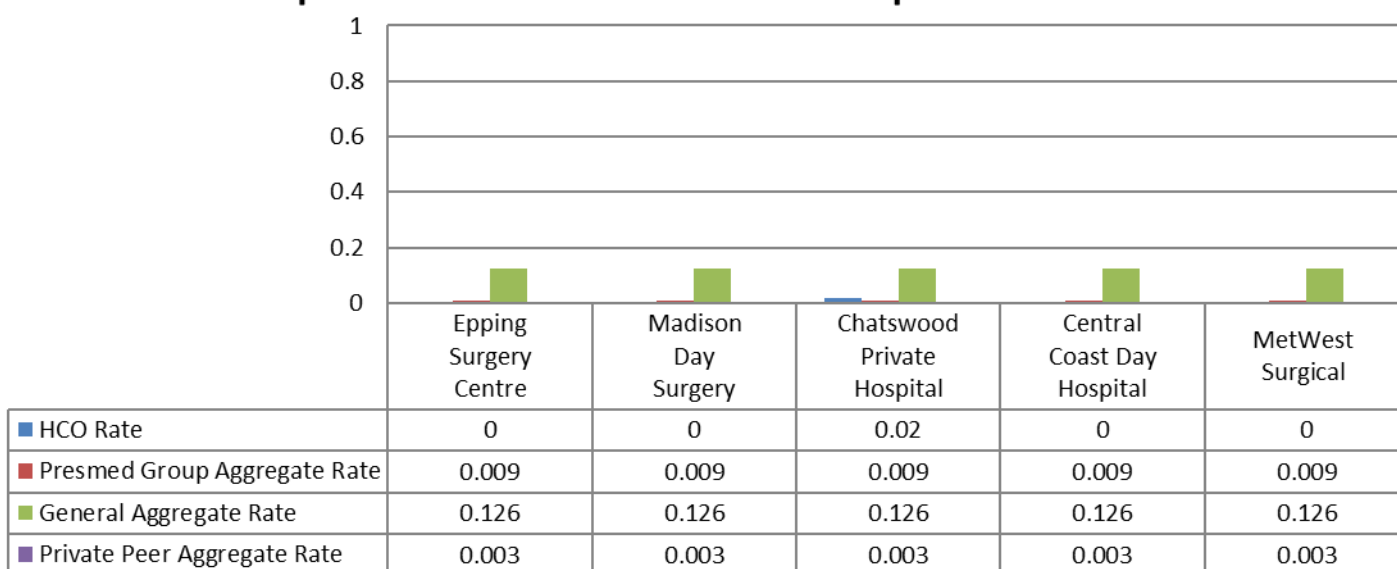 1
0.8
0.6
0.4
0.2
0
Epping
Surgery
Centre
Madison
Day
Surgery
Chatswood
Private
Hospital
Central
Coast Day
Hospital
MetWest
Surgical
HCO Rate 0 0 0.02 0 0
Presmed Group Aggregate Rate 0.009 0.009 0.009 0.009 0.009
General Aggregate Rate 0.126 0.126 0.126 0.126 0.126
Private Peer Aggregate Rate 0.003 0.003 0.003 0.003 0.003